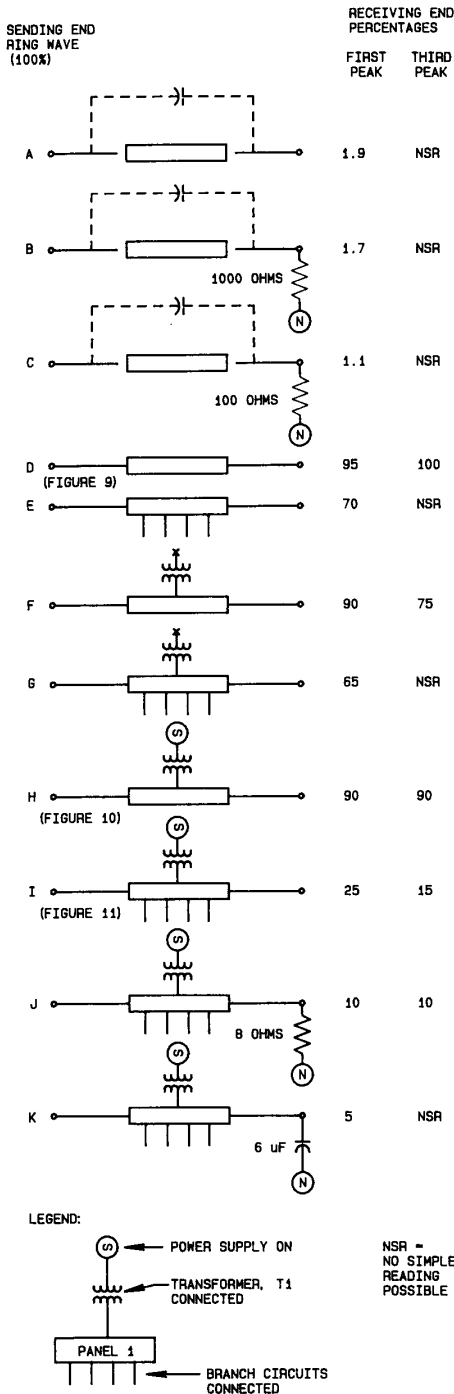 SENDING END
RING WAVE
(100%)
RECEIVING END
PERCENTAGES
FIRST PEAK THIRD PEAK
A 1.9 NSR
B 1.7 NSR
1000 OHMS
N
C 1.1 NSR
100 OHMS
N
D 95 100
(FIGURE 9)
E 70 NSR
X
F 90 75
X
G 65 NSR
S
H 90 90
(FIGURE 10)
S
I 25 15
(FIGURE 11)
S
J 10 10
8 OHMS
N
S
K 5 NSR
6 uF
N
LEGEND:
S POWER SUPPLY ON
TRANSFORMER, T1
CONNECTED
PANEL 1
BRANCH CIRCUITS
CONNECTED
NSR =
NO SIMPLE
READING
POSSIBLE